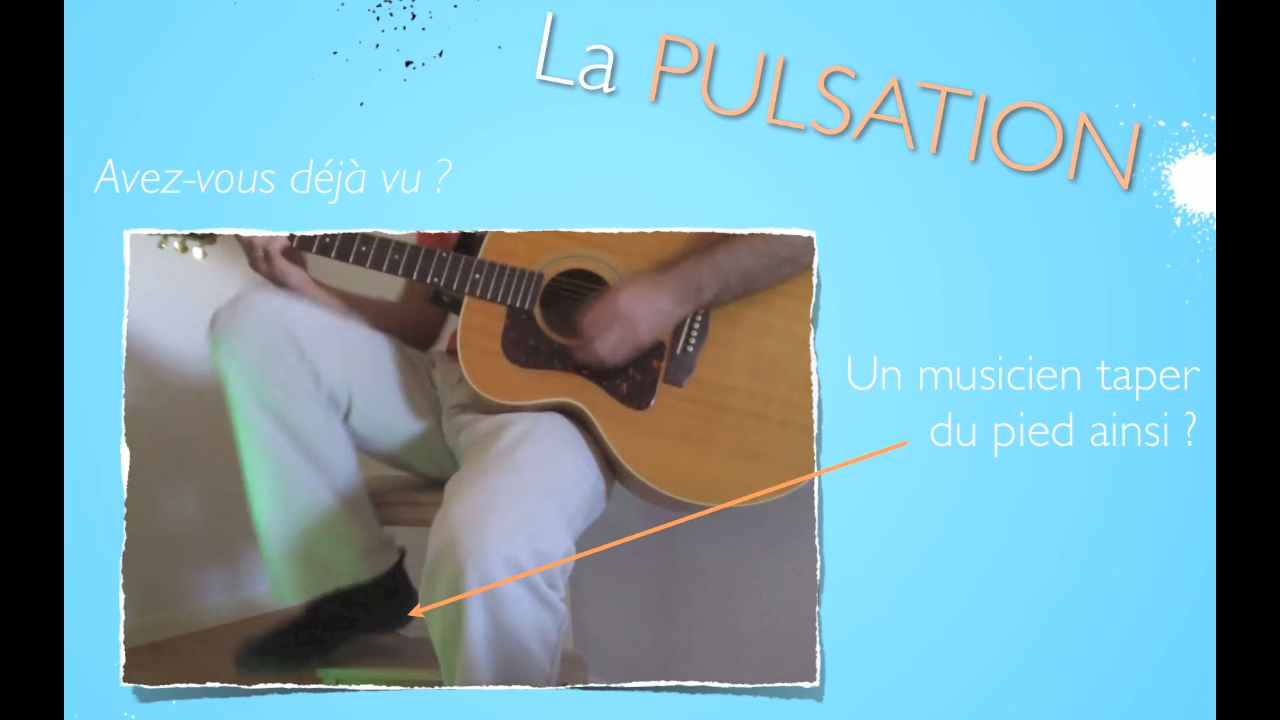 La PULSATION
Avez-vous déjà vu ?
Un musicien taper
du pied ainsi ?